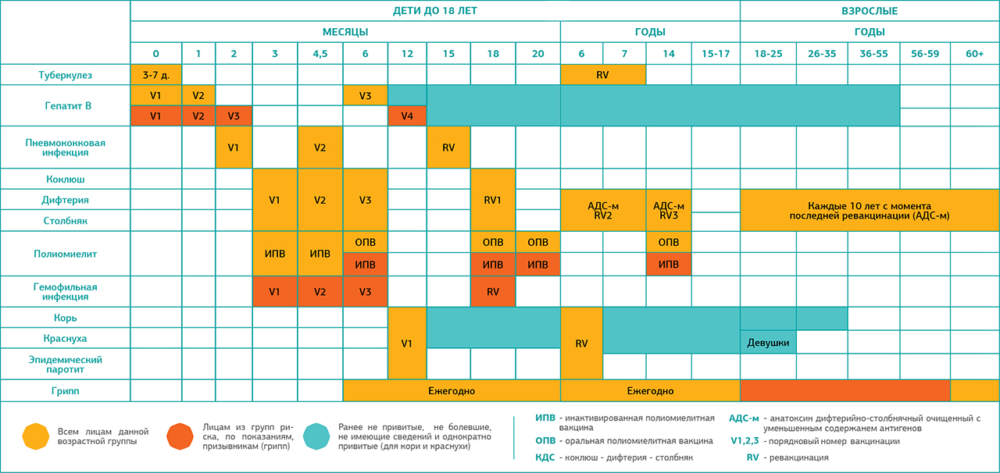 ДЕТИ ДО 18 ЛЕТ ВЗРОСЛЫЕ
МЕСЯЦЫ ГОДЫ ГОДЫ
0 1 2 3 4,5 6 12 15 18 20 6 7 14 15-17 18-25 26-35 36-55 56-59 60+
Туберкулез 3-7 д. RV
Гепатит В
V1 V2 V3
V1 V2 V3 V4
Пневмококковая
инфекция
V1 V2 RV
Коклюш
Дифтерия
Столбняк
V1 V2 V3 RV1
АДС-м
RV2
АДС-м
RV3
Каждые 10 лет с момента
последней ревакцинации (АДС-м)
Полиомиелит
ИПВ ИПВ
ОПВ ОПВ ОПВ ОПВ
ИПВ ИПВ ИПВ ИПВ
Гемофильная
инфекция
V1 V2 V3 RV
Корь
Краснуха
Эпидемический
паротит
V1 RV
Девушки
Грипп Ежегодно Ежегодно
Всем лицам данной
возрастной группы
Лицам из групп ри-
ска, по показаниям,
призывникам (грипп)
Ранее не привитые, не болевшие,
не имеющие сведений и однократно
привитые (для кори и краснухи)
ИПВ - инактивированная полиомиелитная
вакцина
ОПВ - оральная полиомиелитная вакцина
КДС - коклюш - дифтерия - столбняк
АДС-м - анатоксин дифтерийно-столбнячный очищенный с
уменьшенным содержанем антигенов
V1,2,3 - порядковый номер вакцинации
RV - ревакцинация